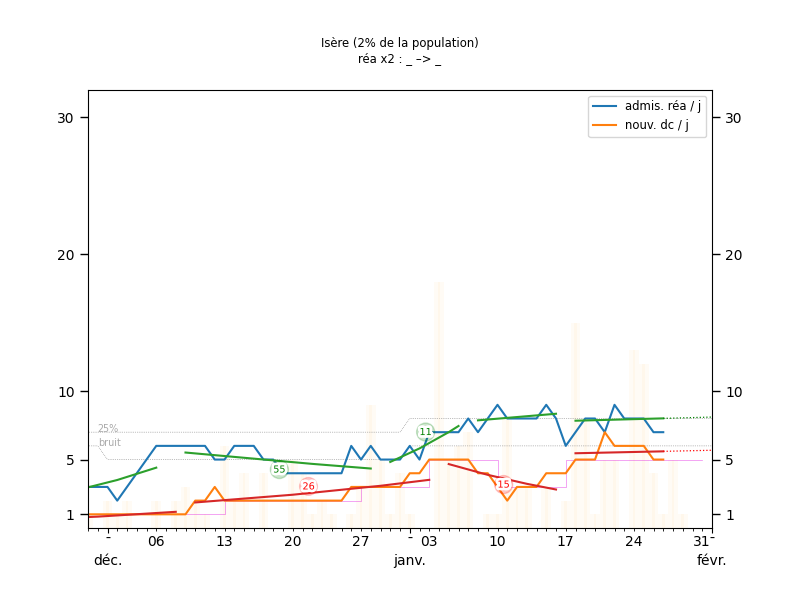 Isère (2% de la population)
réa x2 : _ –> _
admis. réa / j
nouv. dc / j
30
30
20
20
10
10
25%
bruit
11
5
5
55
26
15
1
1
- 06 13 20 27 - 03 10 17 24 31-
déc. janv. févr.